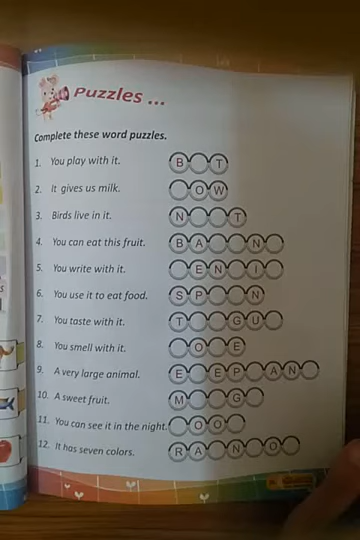 Puzzles ...
Complete these word puzzles.
1. You play with it. B T
2. It gives us milk. O W
3. Birds live in it. N T
4. You can eat this fruit. B A N
5. You write with it. E N I
6. You use it to eat food. S P N
7. You taste with it. T G U
8. You smell with it. O E
9. A very large animal. E E P A N
10. A sweet fruit. M G
11. You can see it in the night. O O
12. It has seven colors. R A N O